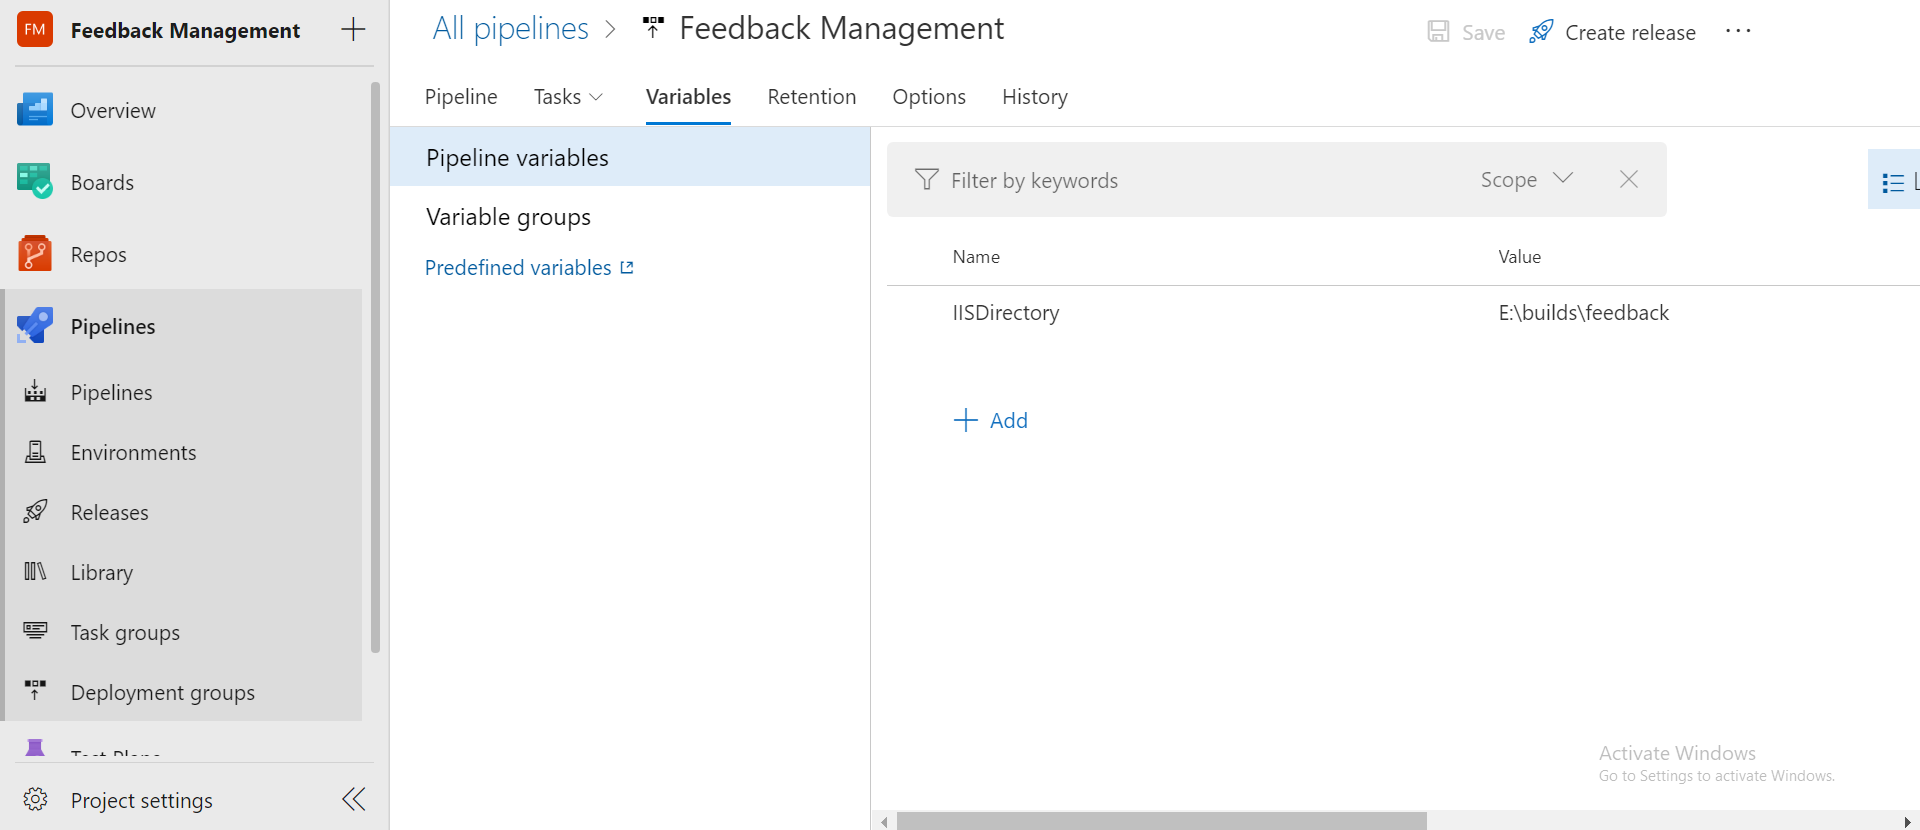 FM Feedback Management
Overview
Boards
Repos
Pipelines
Pipelines
Environments
Releases
Library
Task groups
Deployment groups
Test Plans
Project settings
All pipelines > Feedback Management
Save Create release ...
Pipeline Tasks Variables Retention Options History
Pipeline variables
Variable groups
Predefined variables
Filter by keywords Scope
Name Value
IISDirectory E:\builds\feedback
+ Add
Activate Windows
Go to Settings to activate Windows.